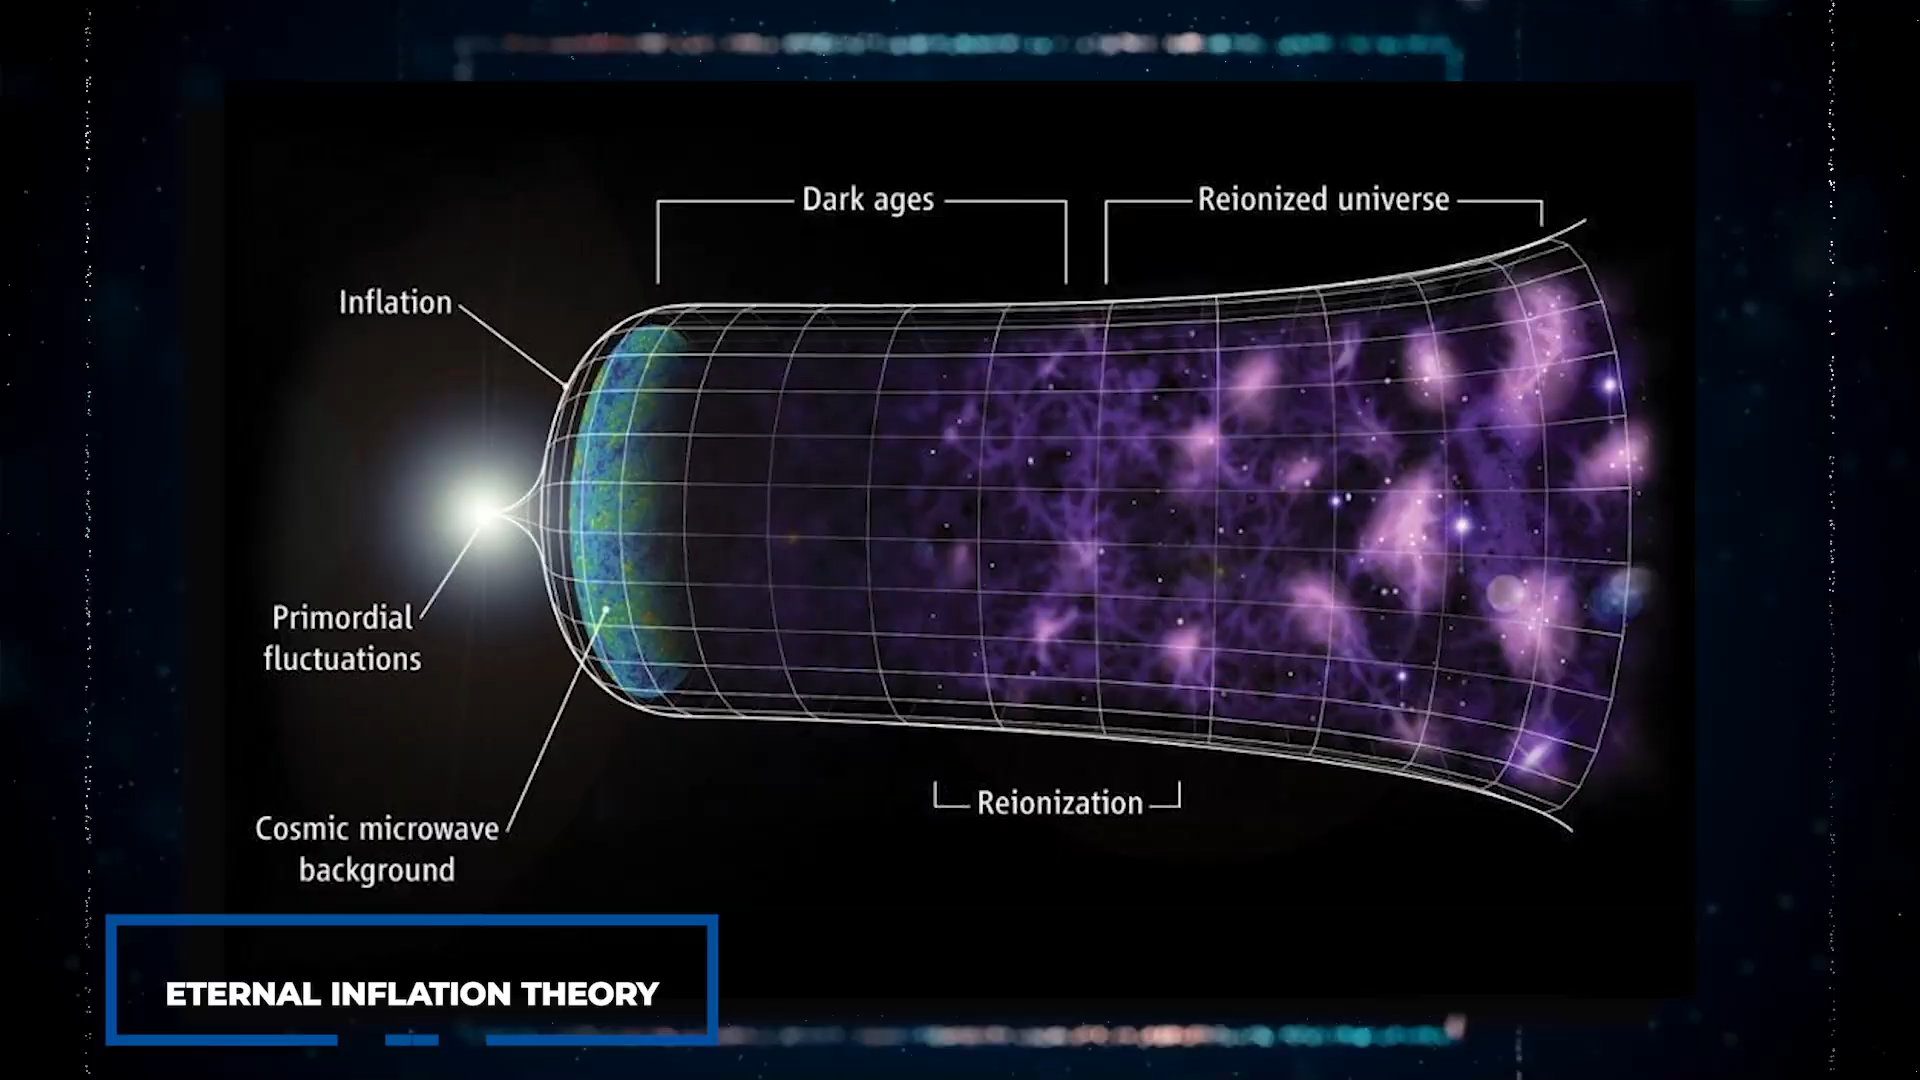 Dark ages
Reionized universe
Inflation
Primordial
fluctuations
Reionization
Cosmic microwave
background
ETERNAL INFLATION THEORY